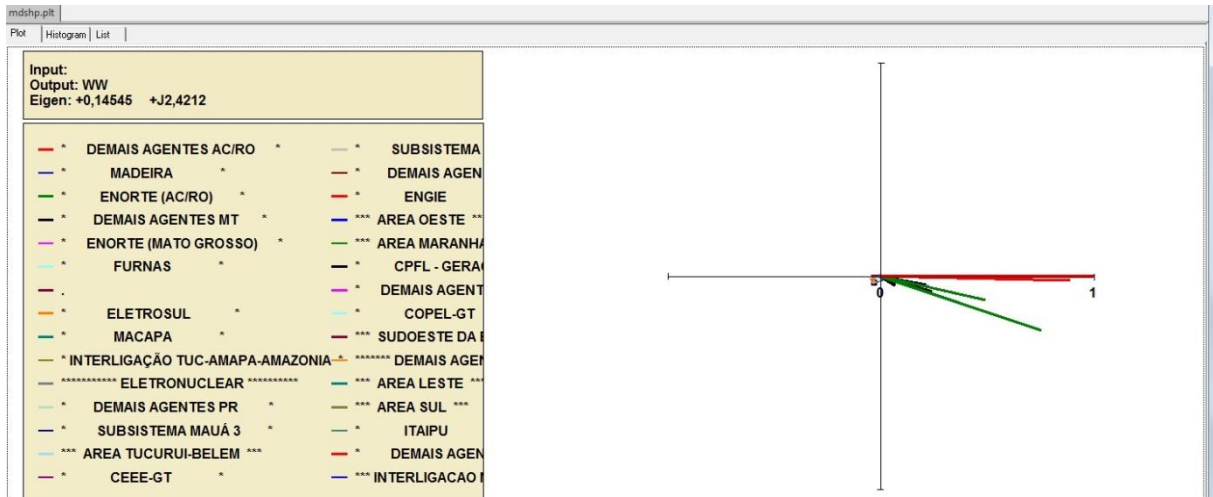 mdshp.plt
Plot Histogram List
Input:
Output: WW
Eigen: +0,14545 +J2,4212
* DEMAIS AGENTES AC/RO *
* MADEIRA *
* ENORTE (AC/RO) *
* DEMAIS AGENTES MT *
* ENORTE (MATO GROSSO) *
* FURNAS *
.
* ELETROSUL *
* MACAPA *
* INTERLIGAÇÃO TUC-AMAPA-AMAZONIA *
*********** ELETRONUCLEAR **********
* DEMAIS AGENTES PR *
* SUBSISTEMA MAUÁ 3 *
*** AREA TUCURUI-BELEM ***
* CEEE-GT *
* SUBSISTEMA
* DEMAIS AGEN
* ENGIE
*** AREA OESTE **
*** AREA MARANHA
* CPFL - GERA
* DEMAIS AGENT
* COPEL-GT
*** SUDOESTE DA
******* DEMAIS AGEN
*** AREA LESTE **
*** AREA SUL ***
* ITAIPU
* DEMAIS AGEN
*** INTERLIGACAO
0
1